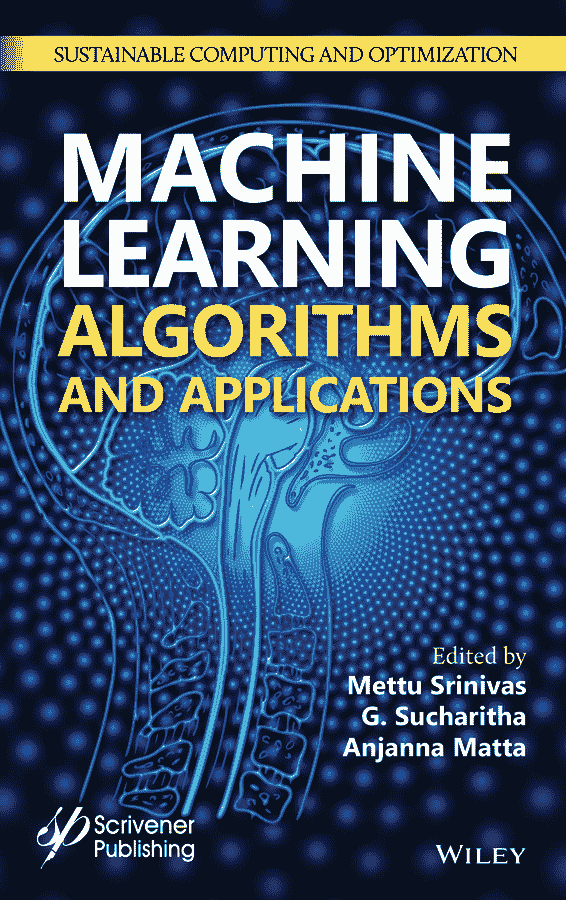 SUSTAINABLE COMPUTING AND OPTIMIZATION
MACHINE
LEARNING
ALGORITHMS
AND APPLICATIONS
Edited by
Mettu Srinivas
G. Sucharitha
Anjanna Matta
Scrivener
Publishing
WILEY